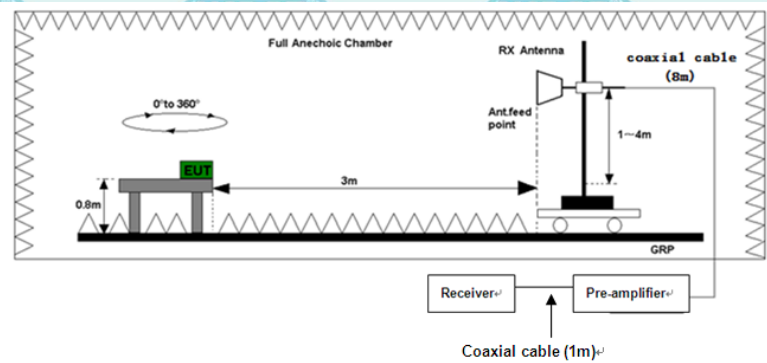 Full Anechoic Chamber
RX Antenna
coaxial cable
(8m)
0°to 360°
Ant.feed
point
1—4m
EUT
3m
0.8m
GRP
Receiver↵
Pre-amplifier↵
Coaxial cable (1m)↵